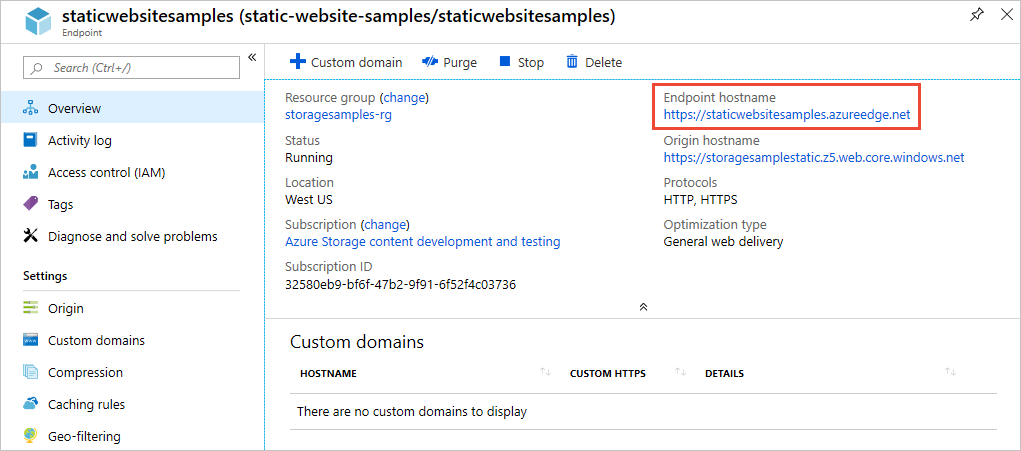 staticwebsitesamples (static-website-samples/staticwebsitesamples)
Endpoint
Search (Ctrl+/)
Overview
Activity log
Access control (IAM)
Tags
Diagnose and solve problems
Settings
Origin
Custom domains
Compression
Caching rules
Geo-filtering
Custom domain
Purge
Stop
Delete
Resource group (change)
storagesamples-rg
Status
Running
Location
West US
Subscription (change)
Azure Storage content development and testing
Subscription ID
32580eb9-bf6f-47b2-9f91-6f52f4c03736
Endpoint hostname
https://staticwebsitesamples.azureedge.net
Origin hostname
https://storagesamplestatic.z5.web.core.windows.net
Protocols
HTTP, HTTPS
Optimization type
General web delivery
Custom domains
HOSTNAME CUSTOM HTTPS DETAILS
There are no custom domains to display